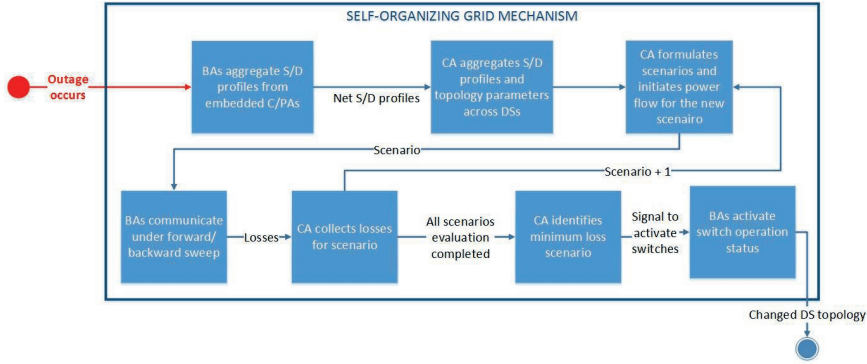 SELF-ORGANIZING GRID MECHANISM
Outage
occurs
BAs aggregate S/D
profiles from
embedded C/PAs
Net S/D profiles
CA aggregates S/D
profiles and
topology parameters
across DSs
CA formulates
scenarios and
initiates power
flow for the new
scenairo
Scenario
Scenario + 1
BAs communicate
under forward/
backward sweep
Losses
CA collects losses
for scenario
All scenarios
evaluation
completed
CA identifies
minimum loss
scenario
Signal to
activate
switches
BAs activate
switch operation
status
Changed DS topology